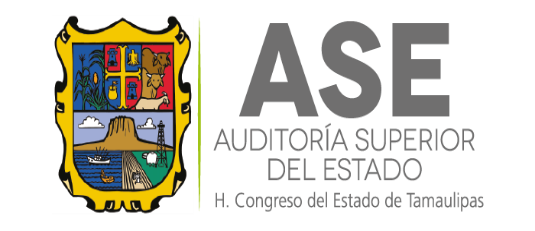 ASE
AUDITORÍA SUPERIOR
DEL ESTADO
H. Congreso del Estado de Tamaulipas